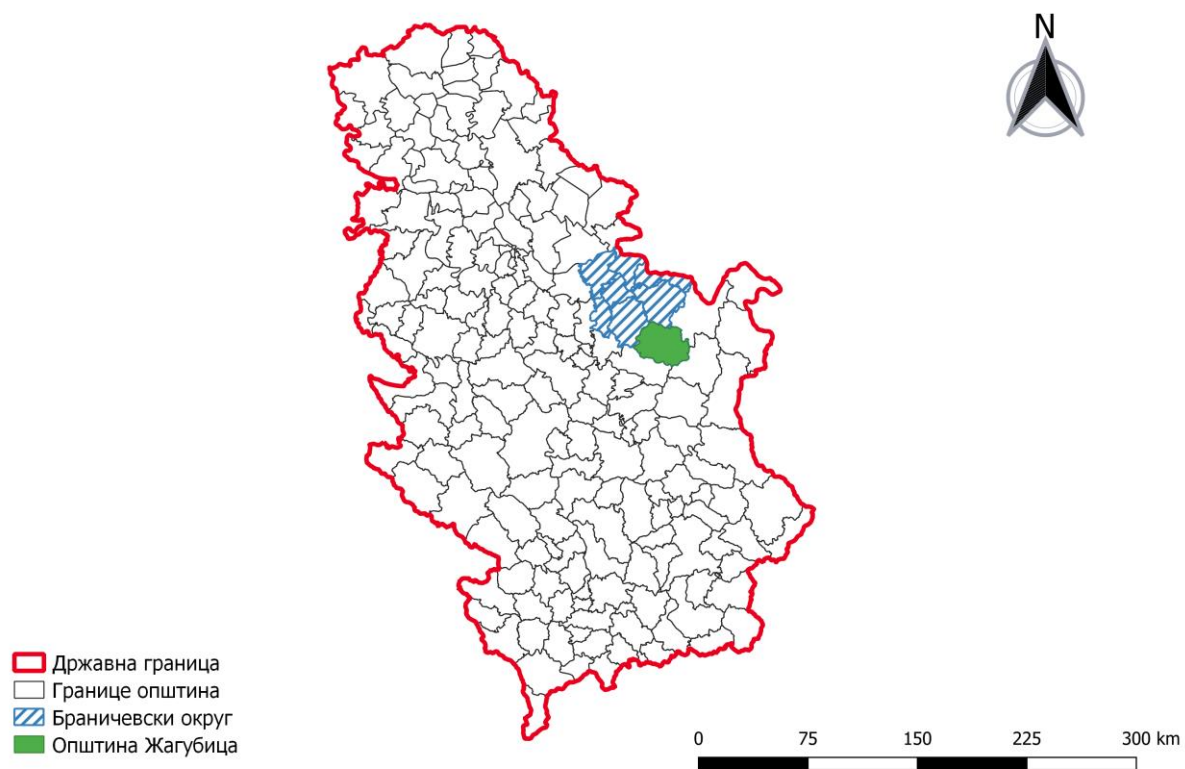 N
Државна граница
Границе општина
Браничевски округ
Општина Жагубица
0 75 150 225 300 km